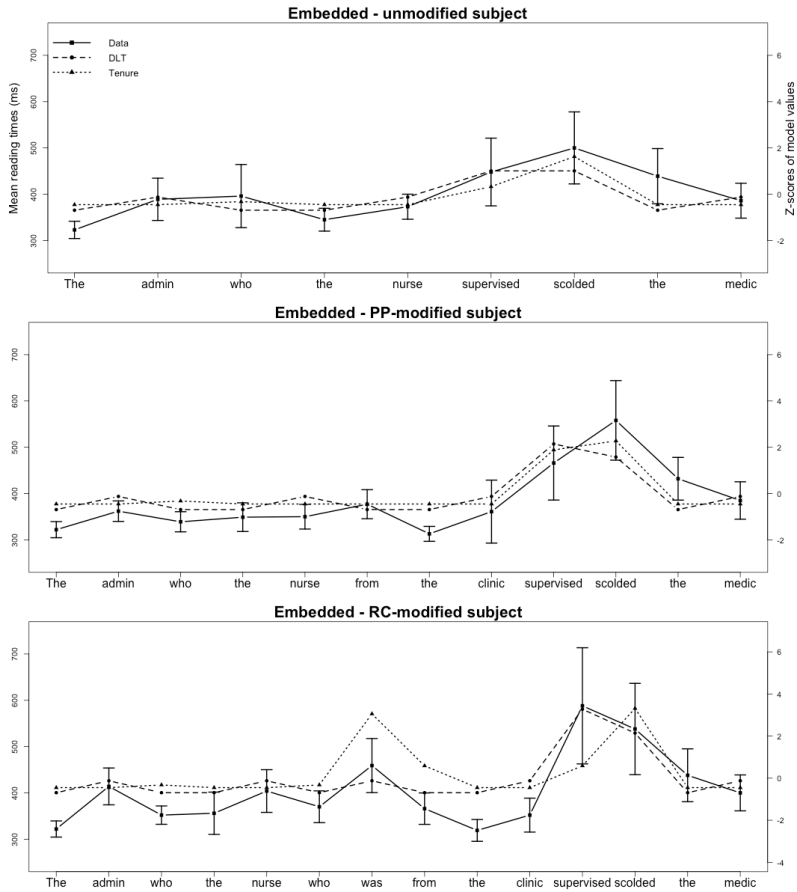 Embedded - unmodified subject
Data
DLT
Tenure
Mean reading times (ms)
700
600
500
400
300
6
4
2
0
-2
Z-scores of model values
The admin who the nurse supervised scolded the medic
Embedded - PP-modified subject
700
600
500
400
300
6
4
2
0
-2
The admin who the nurse from the clinic supervised scolded the medic
Embedded - RC-modified subject
700
600
500
400
300
6
4
2
0
-2
-4
The admin who the nurse who was from the clinic supervised scolded the medic